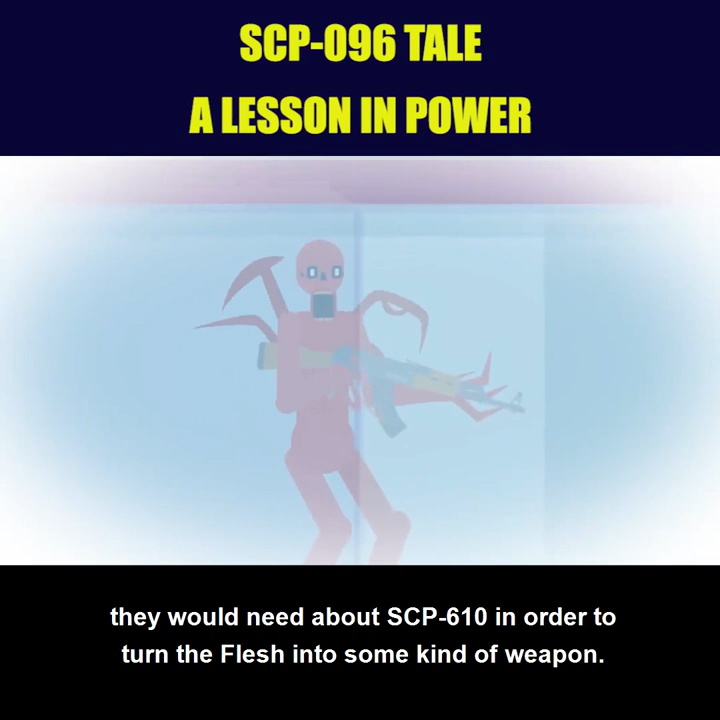 SCP-096 TALE
A LESSON IN POWER
they would need about SCP-610 in order to
turn the Flesh into some kind of weapon.